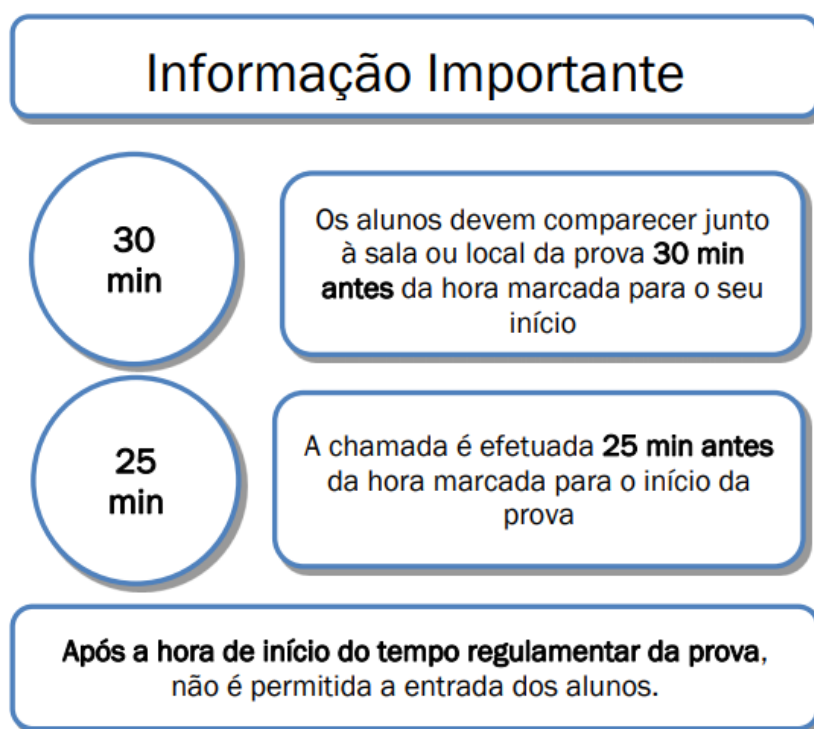 Informação Importante
30
min
Os alunos devem comparecer junto
à sala ou local da prova 30 min
antes da hora marcada para o seu
início
25
min
A chamada é efetuada 25 min antes
da hora marcada para o início da
prova
Após a hora de início do tempo regulamentar da prova,
não é permitida a entrada dos alunos.